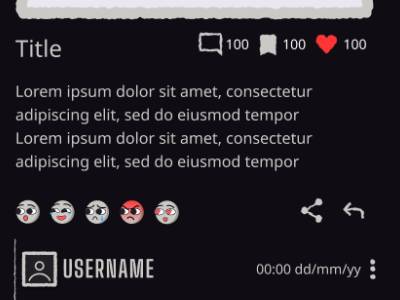 Title
100 100 100
Lorem ipsum dolor sit amet, consectetur
adipiscing elit, sed do eiusmod tempor
Lorem ipsum dolor sit amet, consectetur
adipiscing elit, sed do eiusmod tempor
USERNAME
00:00 dd/mm/yy